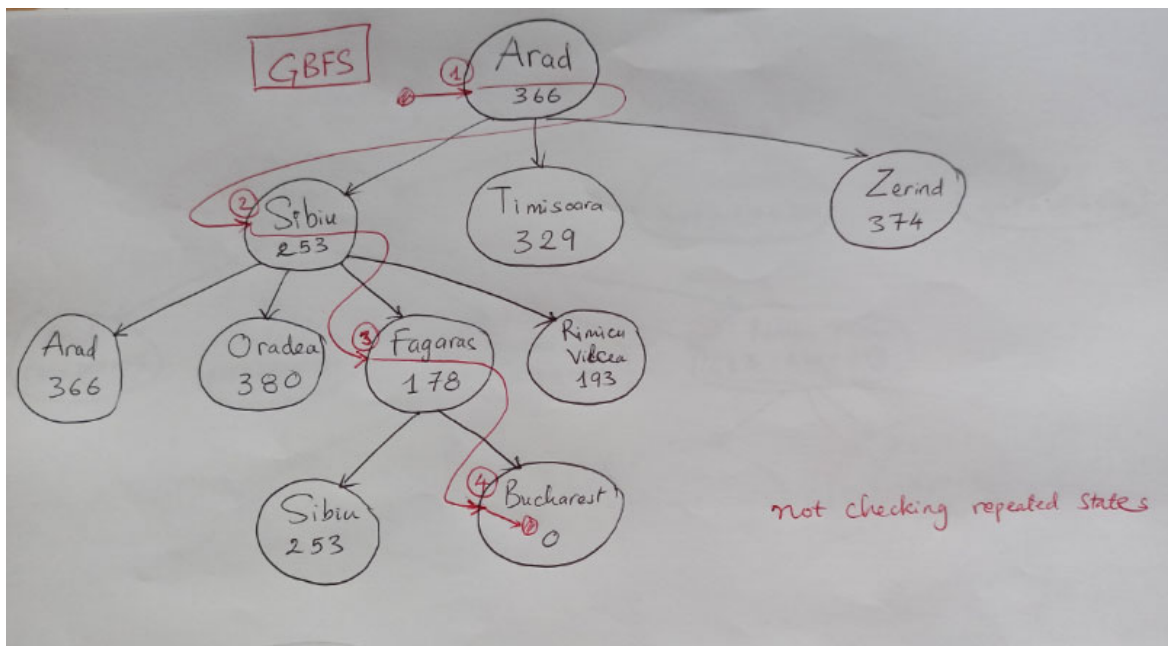 GBFS
1
Arad
366
2
Sibiu
253
Timisoara
329
Zerind
374
Arad
366
Oradea
380
3
Fagaras
178
Rimicu
Vilcea
193
Sibiu
253
4
Bucharest
0
not checking repeated states